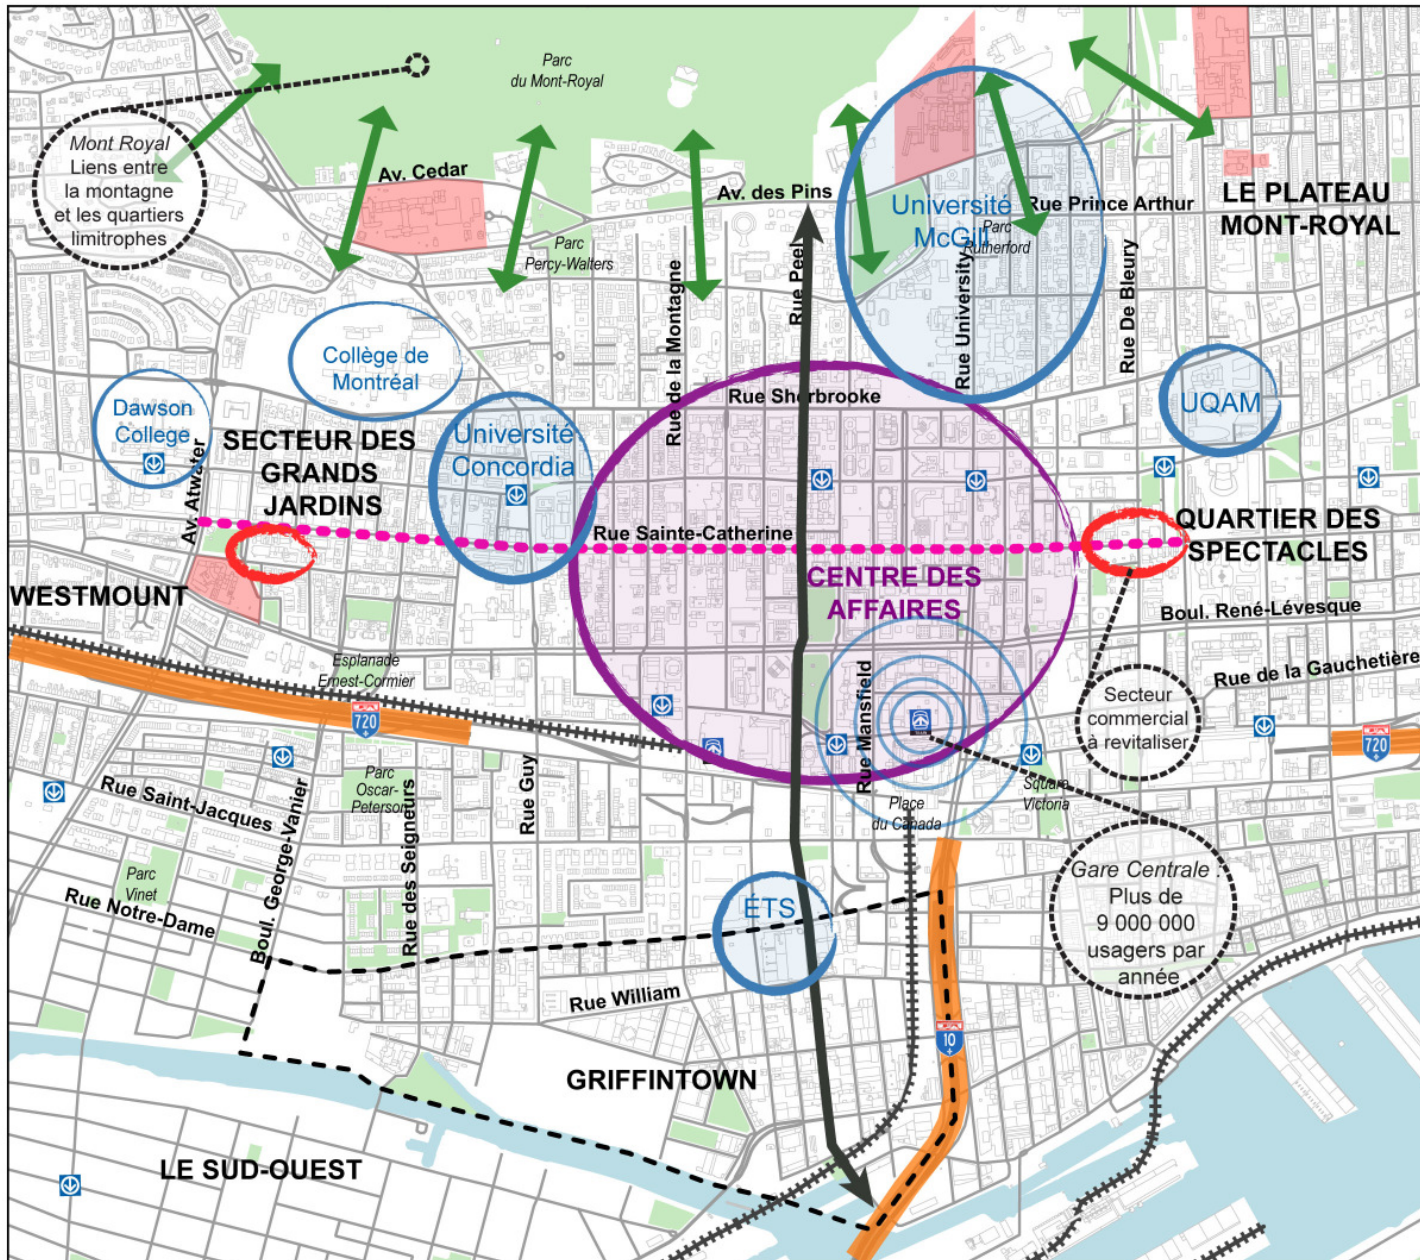 Parc
du Mont-Royal
Mont Royal
Liens entre
la montagne
et les quartiers
limitrophes
Av. Cedar
Av. des Pins
Université
McGill
Rue Prince Arthur
Parc
Rutherford
LE PLATEAU
MONT-ROYAL
Parc
Percy-Walters
Rue de la Montagne
Rue Peel
Rue University
Rue De Bleury
Collège de
Montréal
Dawson
College
Rue Sherbrooke
UQAM
Université
Concordia
SECTEUR DES
GRANDS
JARDINS
Av. Atwater
Rue Sainte-Catherine
QUARTIER DES
SPECTACLES
CENTRE DES
AFFAIRES
WESTMOUNT
Boul. René-Lévesque
Rue de la Gauchetière
Esplanade
Ernest-Cormier
720
Rue Mansfield
Secteur
commercial
à revitaliser
720
Rue Saint-Jacques
Parc
Oscar-
Peterson
Rue Guy
Place
du Canada
Square
Victoria
Boul. George-Vanier
Rue des Seigneurs
Parc
Vinet
Rue Notre-Dame
ÉTS
Gare Centrale :
Plus de
9 000 000
usagers par
année
Rue William
10
GRIFFINTOWN
LE SUD-OUEST